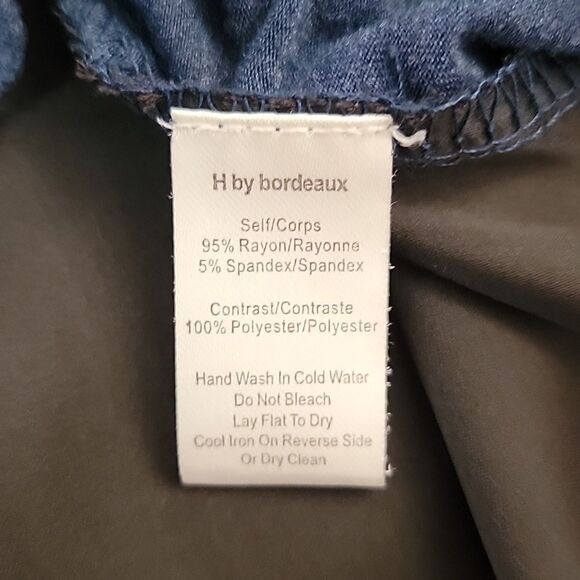 H by bordeaux
Self/Corps
95% Rayon/Rayonne
5% Spandex/Spandex
Contrast/Contraste
100% Polyester/Polyester
Hand Wash In Cold Water
Do Not Bleach
Lay Flat To Dry
Cool Iron On Reverse Side
Or Dry Clean